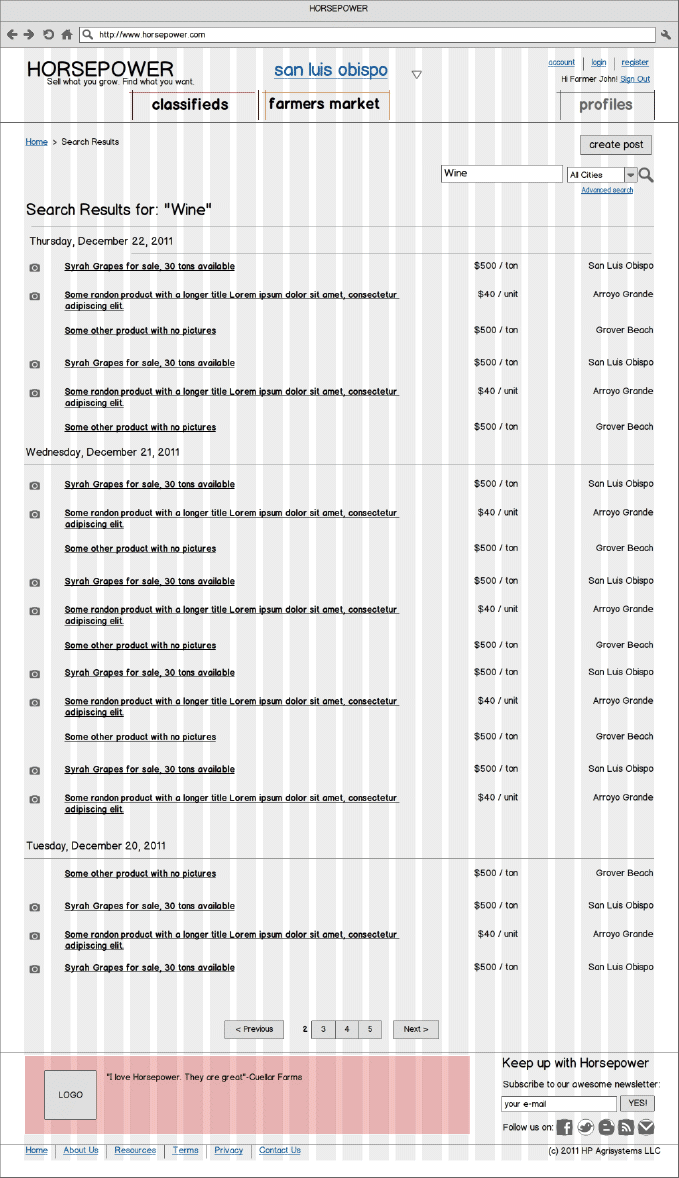 HORSEPOWER
http://www.horsepower.com
HORSEPOWER
Sell what you grow. Find what you want.
san luis obispo
account login register
Hi Farmer John! Sign Out
classifieds farmers market profiles
Home > Search Results
create post
Wine All Cities
Advanced search
Search Results for: "Wine"
Thursday, December 22, 2011
Syrah Grapes for sale, 30 tons available $500 / ton San Luis Obispo
Some randon product with a longer title Lorem ipsum dolor sit amet, consectetur $40 / unit Arroyo Grande
adipiscing elit.
Some other product with no pictures $500 / ton Grover Beach
Syrah Grapes for sale, 30 tons available $500 / ton San Luis Obispo
Some randon product with a longer title Lorem ipsum dolor sit amet, consectetur $40 / unit Arroyo Grande
adipiscing elit.
Some other product with no pictures $500 / ton Grover Beach
Wednesday, December 21, 2011
Syrah Grapes for sale, 30 tons available $500 / ton San Luis Obispo
Some randon product with a longer title Lorem ipsum dolor sit amet, consectetur $40 / unit Arroyo Grande
adipiscing elit.
Some other product with no pictures $500 / ton Grover Beach
Syrah Grapes for sale, 30 tons available $500 / ton San Luis Obispo
Some randon product with a longer title Lorem ipsum dolor sit amet, consectetur $40 / unit Arroyo Grande
adipiscing elit.
Some other product with no pictures $500 / ton Grover Beach
Syrah Grapes for sale, 30 tons available $500 / ton San Luis Obispo
Some randon product with a longer title Lorem ipsum dolor sit amet, consectetur $40 / unit Arroyo Grande
adipiscing elit.
Some other product with no pictures $500 / ton Grover Beach
Syrah Grapes for sale, 30 tons available $500 / ton San Luis Obispo
Some randon product with a longer title Lorem ipsum dolor sit amet, consectetur $40 / unit Arroyo Grande
adipiscing elit.
Tuesday, December 20, 2011
Some other product with no pictures $500 / ton Grover Beach
Syrah Grapes for sale, 30 tons available $500 / ton San Luis Obispo
Some randon product with a longer title Lorem ipsum dolor sit amet, consectetur $40 / unit Arroyo Grande
adipiscing elit.
Syrah Grapes for sale, 30 tons available $500 / ton San Luis Obispo
< Previous 2 3 4 5 Next >
LOGO
"I love Horsepower. They are great"-Cuellar Farms
Keep up with Horsepower
Subscribe to our awesome newsletter:
your e-mail YES!
Follow us on:
Home About Us Resources Terms Privacy Contact Us
(c) 2011 HP Agrisystems LLC